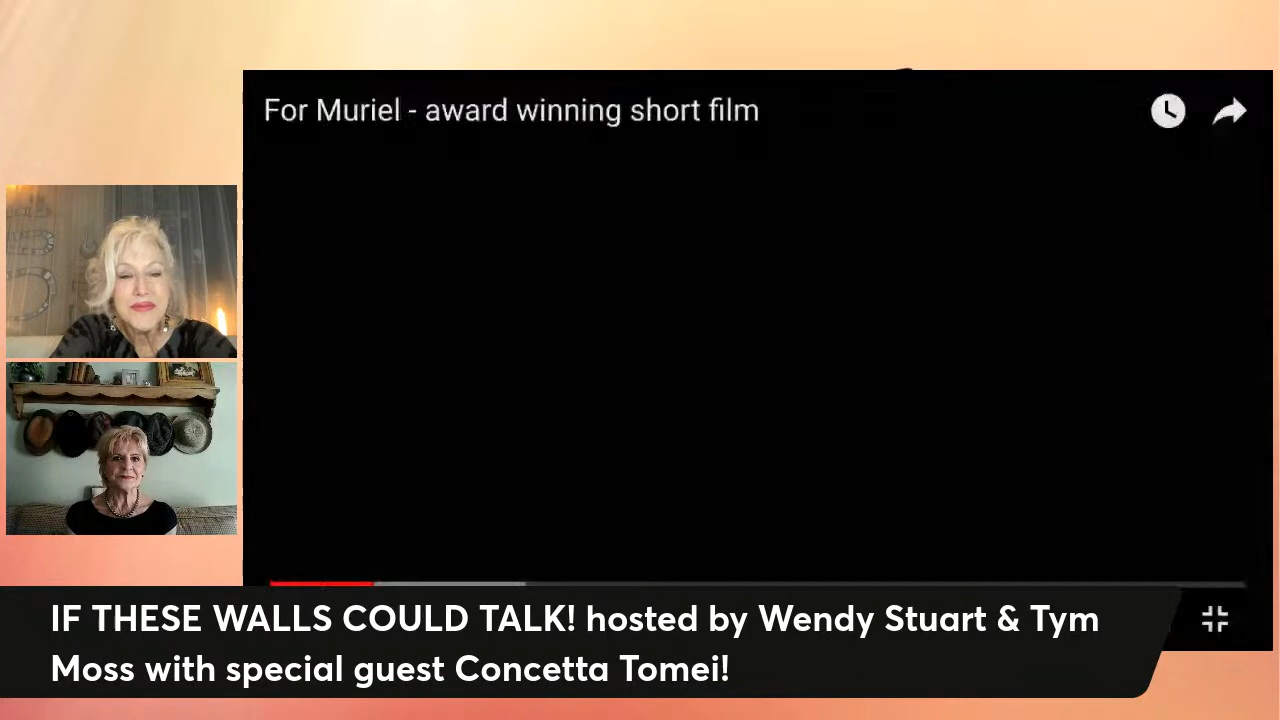 For Muriel - award winning short film
IF THESE WALLS COULD TALK! hosted by Wendy Stuart & Tym
Moss with special guest Concetta Tomei!